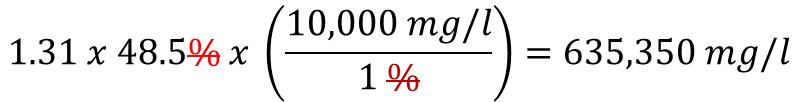 1.31 x 48.5% x (10,000 mg/l / 1 %) = 635,350 mg/l